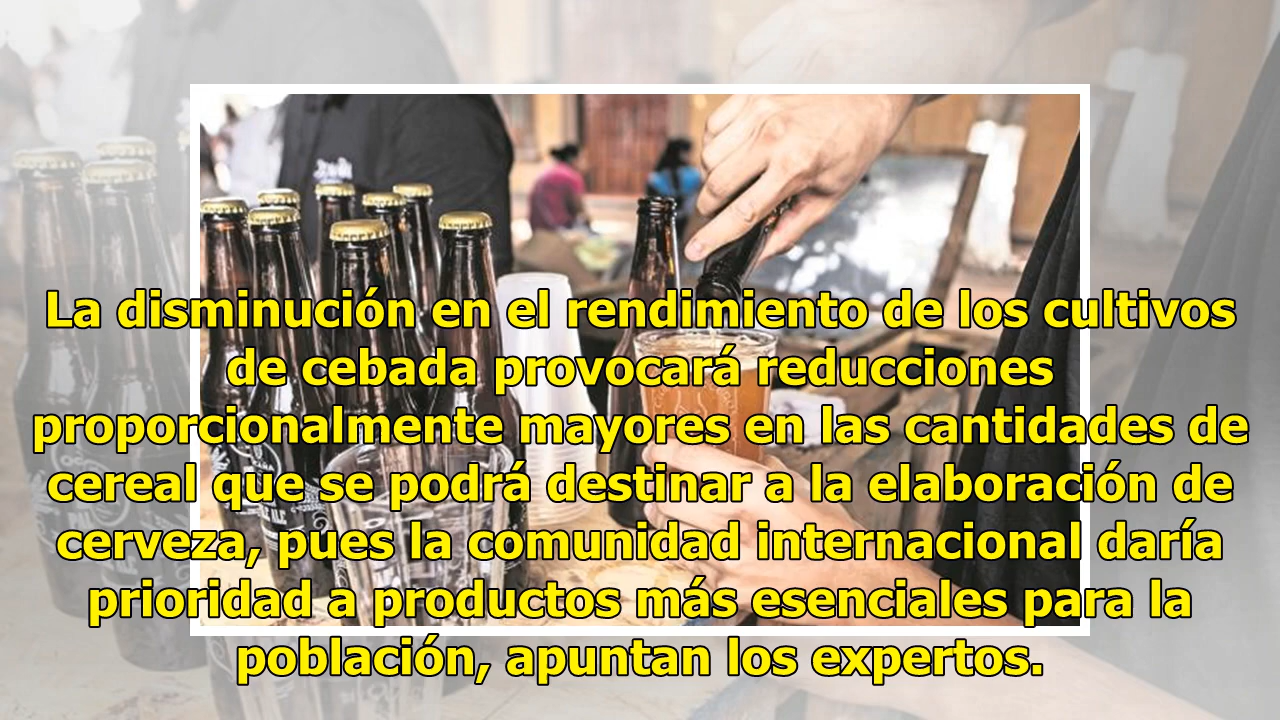 La disminución en el rendimiento de los cultivos
de cebada provocará reducciones
proporcionalmente mayores en las cantidades de
cereal que se podrá destinar a la elaboración de
cerveza, pues la comunidad internacional daría
prioridad a productos más esenciales para la
población, apuntan los expertos.